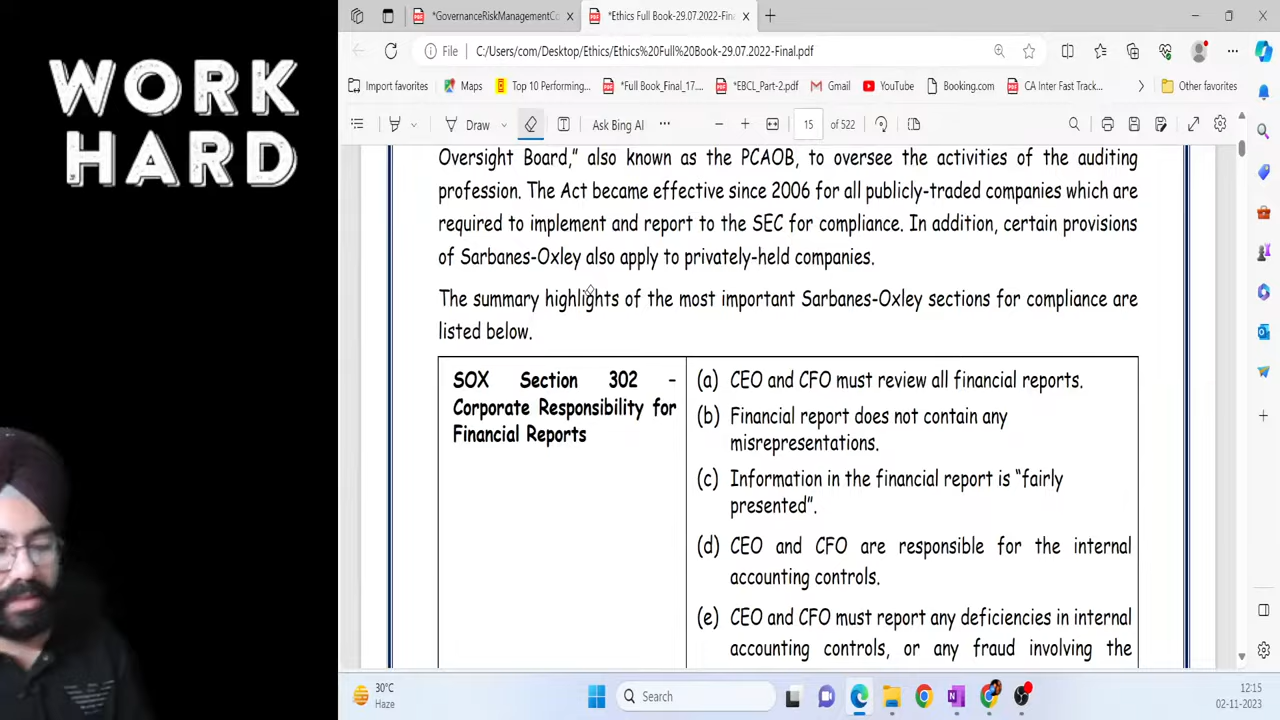 WORK
HARD
*GovernanceRiskManagementCo
*Ethics Full Book-29.07.2022-Fina
File
C:/Users/com/Desktop/Ethics/Ethics%20Full%20Book-29.07.2022-Final.pdf
Import favorites
Maps
Top 10 Performing...
*Full Book_Final_17....
*EBCL_Part-2.pdf
Gmail
YouTube
Booking.com
CA Inter Fast Track...
Other favorites
Draw
Ask Bing AI
15
of 522
Oversight Board,” also known as the PCAOB, to oversee the activities of the auditing
profession. The Act became effective since 2006 for all publicly-traded companies which are
required to implement and report to the SEC for compliance. In addition, certain provisions
of Sarbanes-Oxley also apply to privately-held companies.
The summary highlights of the most important Sarbanes-Oxley sections for compliance are
listed below.
SOX Section 302 –
Corporate Responsibility for
Financial Reports
(a) CEO and CFO must review all financial reports.
(b) Financial report does not contain any
misrepresentations.
(c) Information in the financial report is “fairly
presented”.
(d) CEO and CFO are responsible for the internal
accounting controls.
(e) CEO and CFO must report any deficiencies in internal
accounting controls, or any fraud involving the
30°C
Haze
Search
12:15
02-11-2023